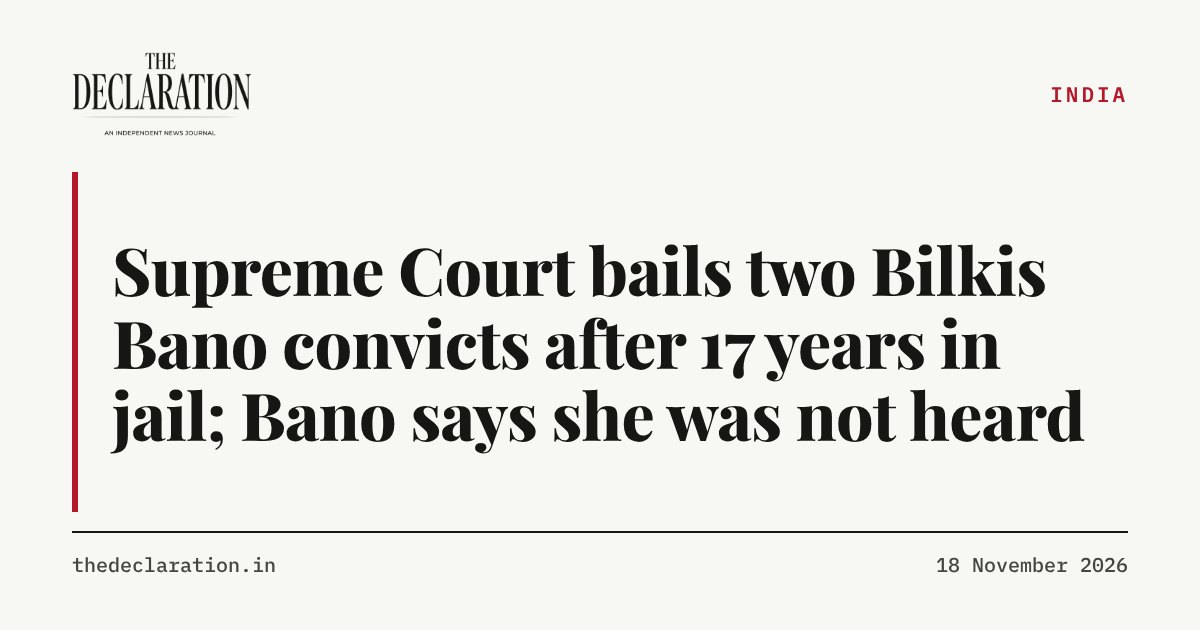 THE
DECLARATION
AN INDEPENDENT NEWS JOURNAL
INDIA
Supreme Court bails two Bilkis
Bano convicts after 17 years in
jail; Bano says she was not heard
thedeclaration.in
18 November 2026